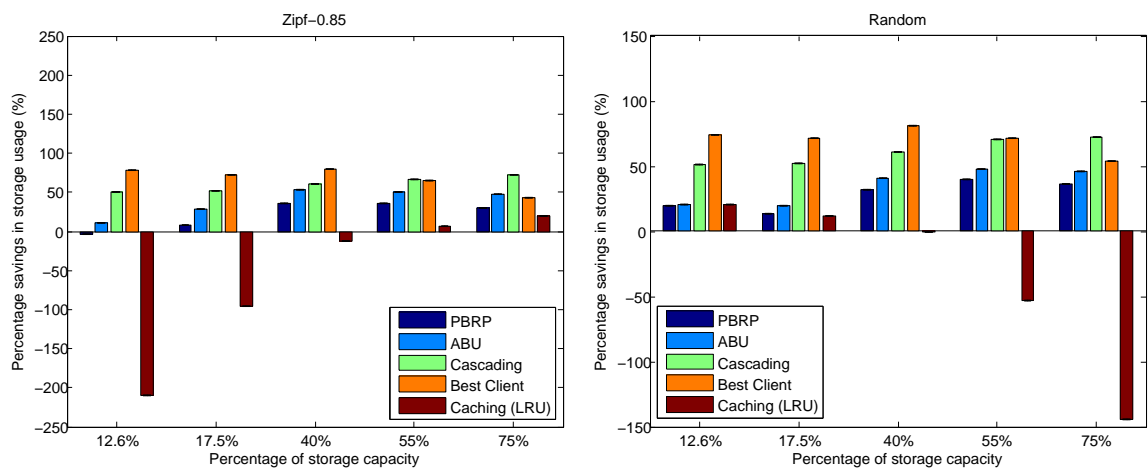 Zipf−0.85
Percentage savings in storage usage (%)
250
200
150
100
50
0
−50
−100
−150
−200
−250
PBRP
ABU
Cascading
Best Client
Caching (LRU)
12.6% 17.5% 40% 55% 75%
Percentage of storage capacity
Random
Percentage savings in storage usage (%)
150
100
50
0
−50
−100
−150
PBRP
ABU
Cascading
Best Client
Caching (LRU)
12.6% 17.5% 40% 55% 75%
Percentage of storage capacity